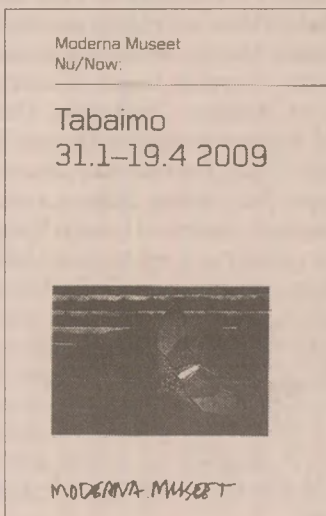 Moderna Museet
Nu/Now:
Tabaimo
31.1–19.4 2009
MODERNA MUSEET